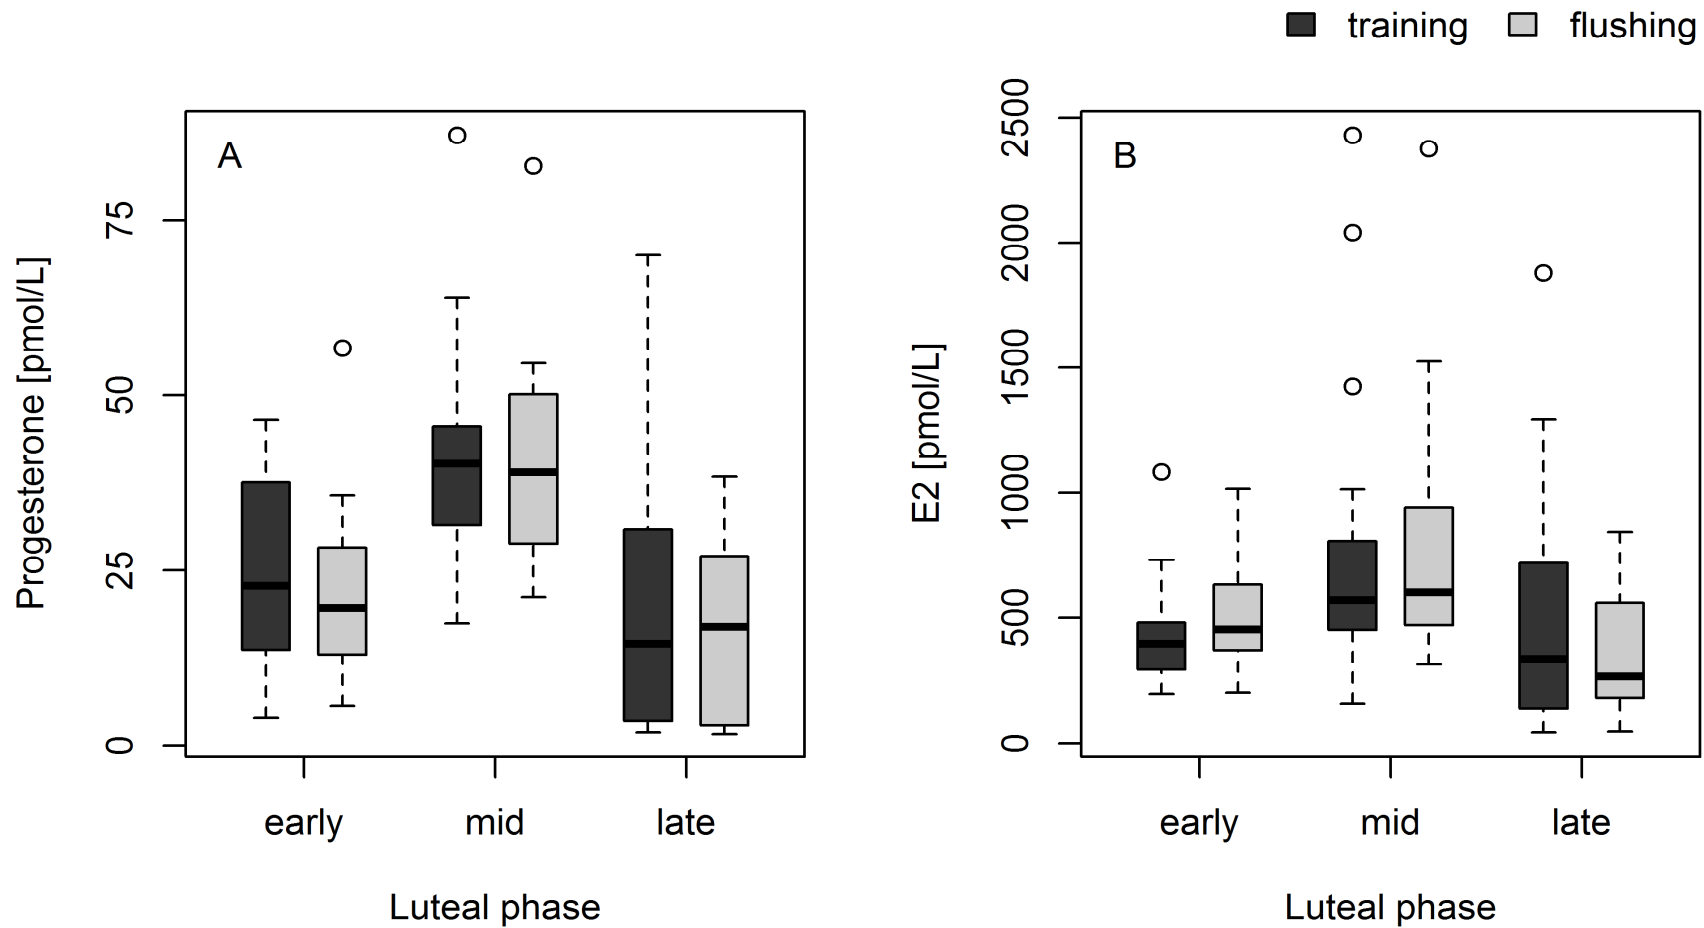 training flushing
A
Progesterone [pmol/L]
75
50
25
0
early mid late
Luteal phase
B
E2 [pmol/L]
2500
2000
1500
1000
500
0
early mid late
Luteal phase